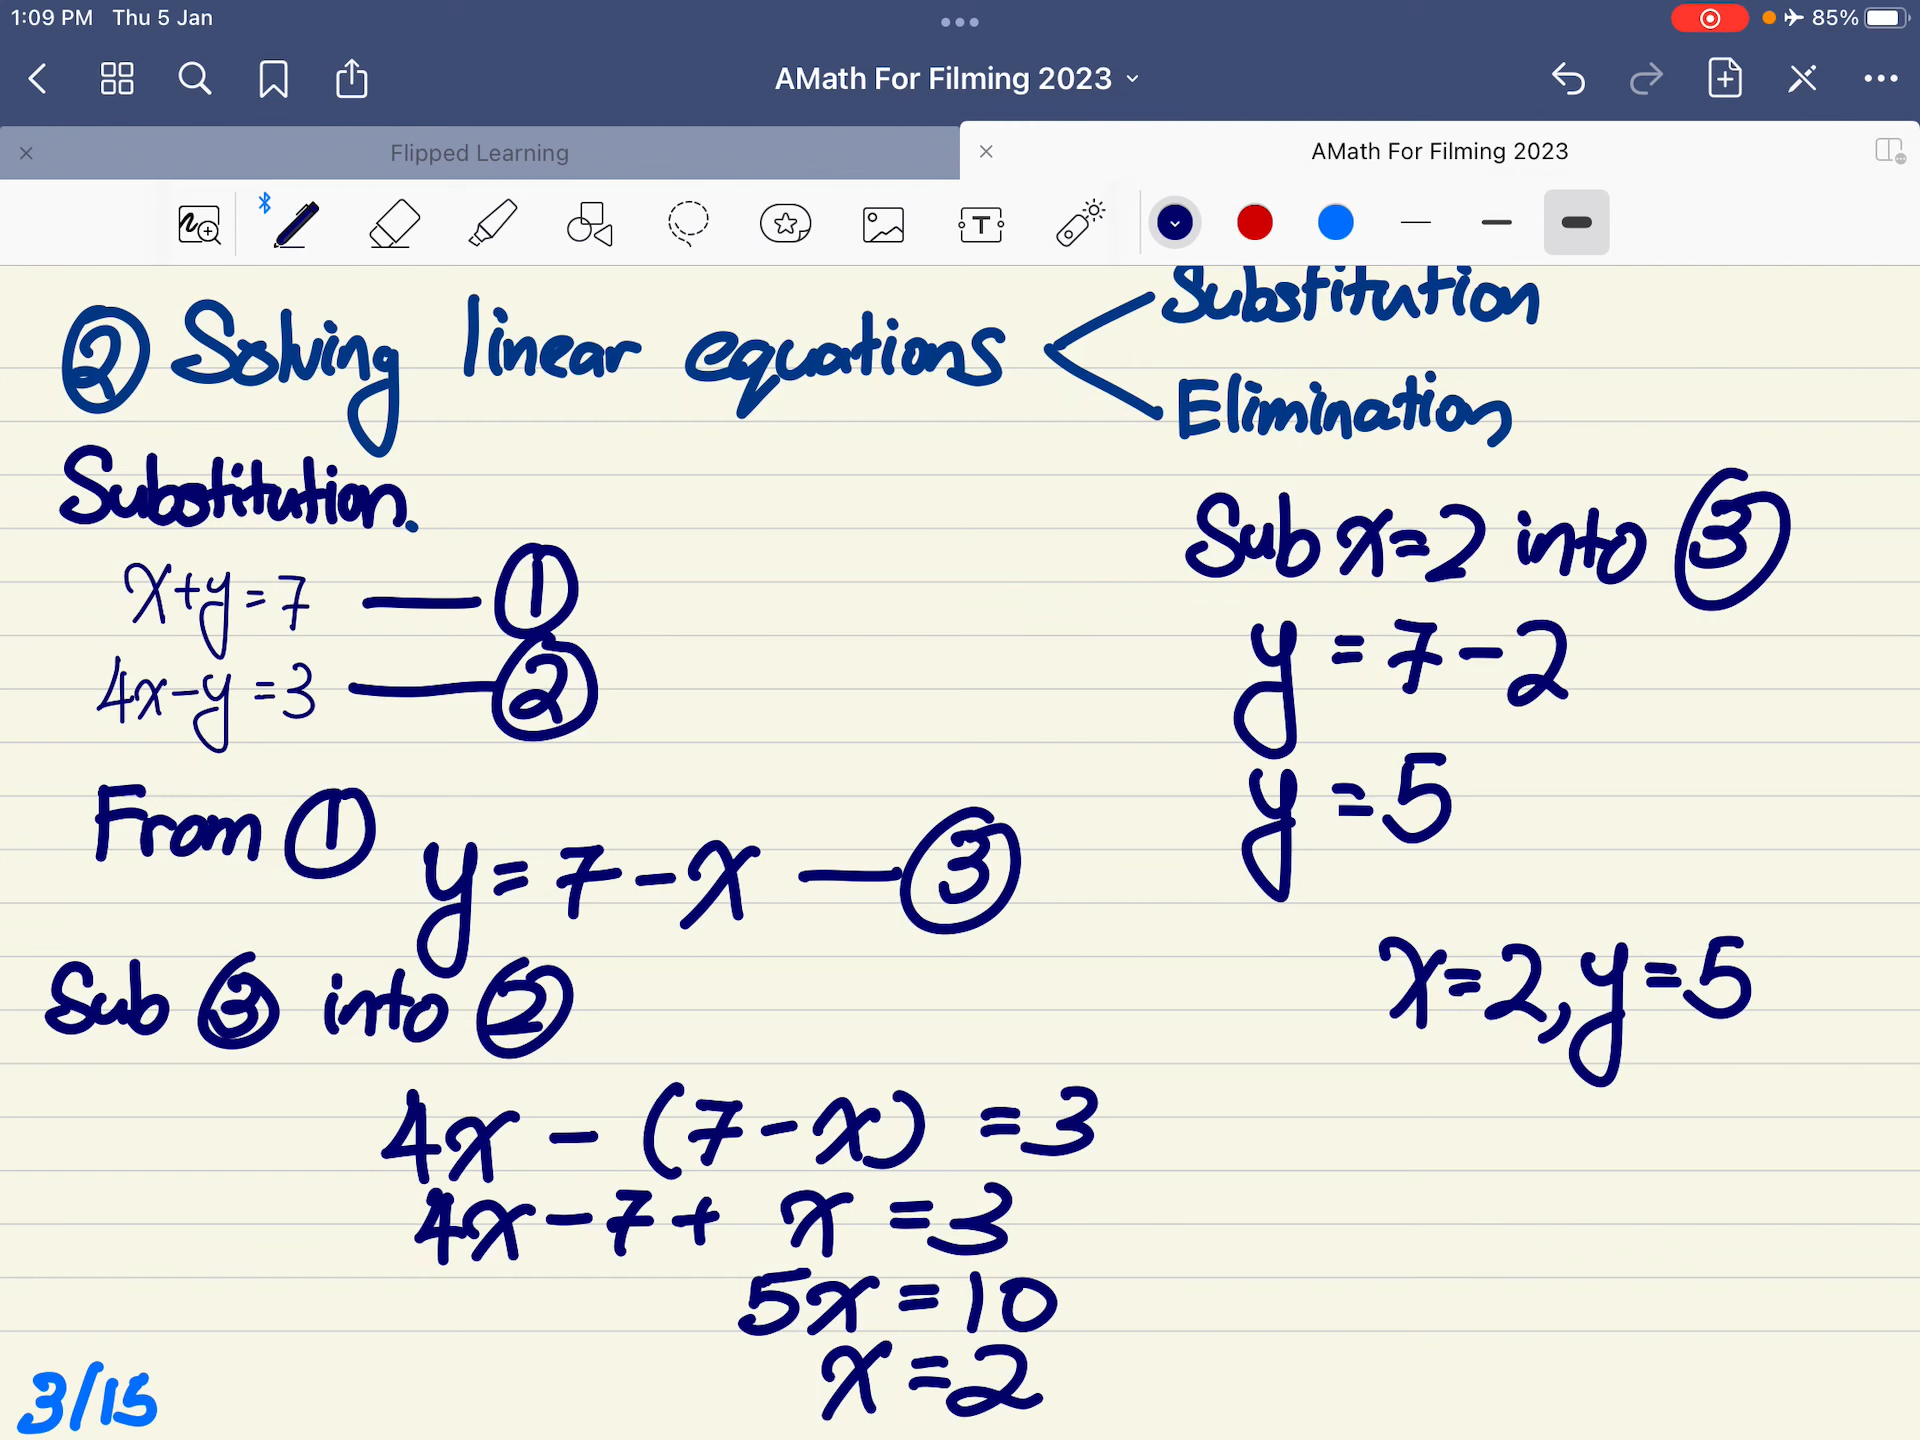 1:09 PM Thu 5 Jan
85%
AMath For Filming 2023
Flipped Learning
AMath For Filming 2023
T
② Solving linear equations
Substitution
Elimination
Substitution.
x+y=7 — ①
4x-y=3 — ②
From ①
y=7-x — ③
Sub ③ into ②
4x-(7-x)=3
4x-7+x=3
5x=10
x=2
Sub x=2 into ③
y=7-2
y=5
x=2, y=5
3/15